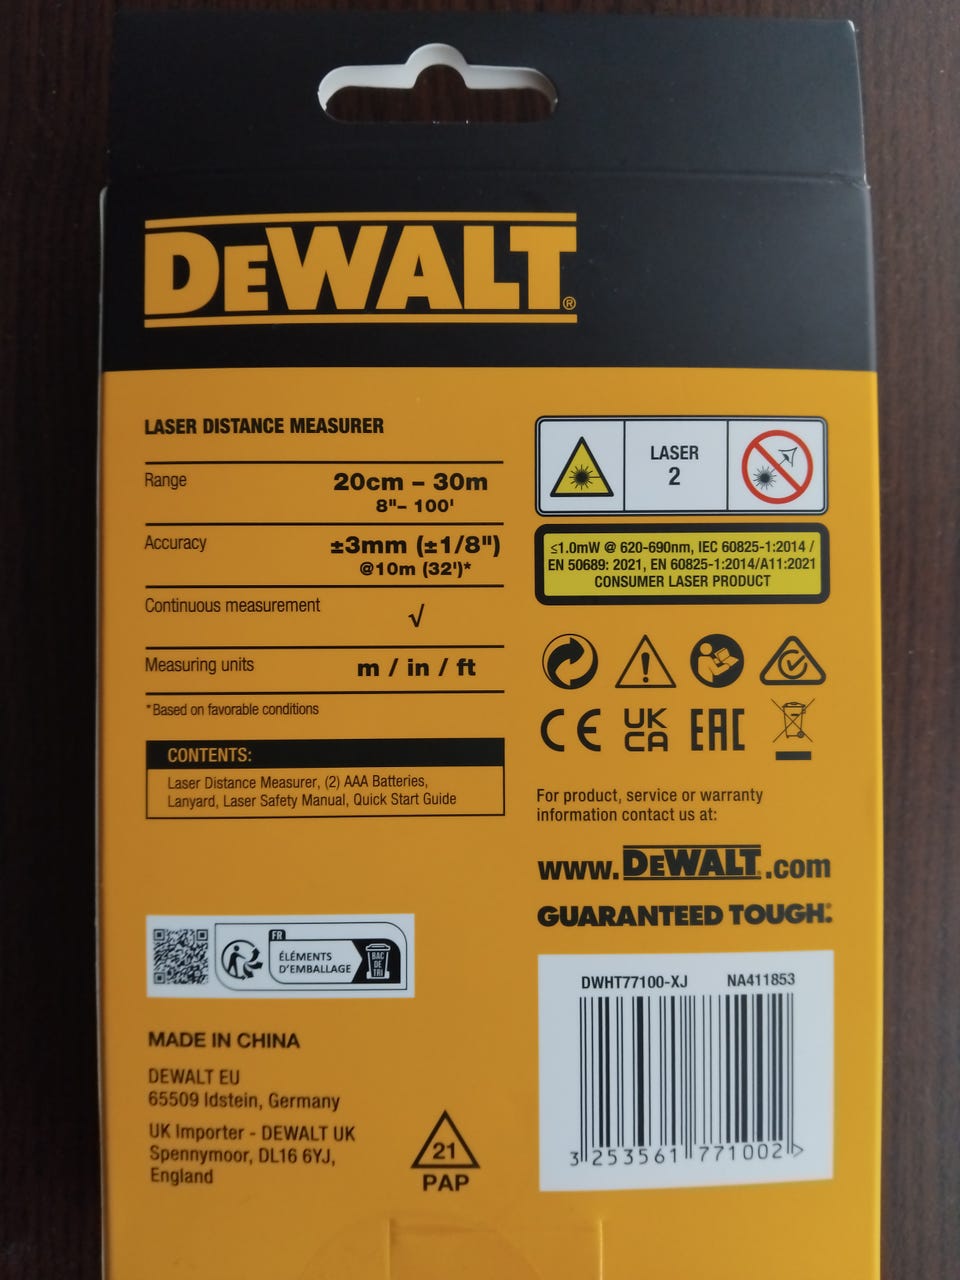 DEWALT®
LASER DISTANCE MEASURER
Range 20cm – 30m
8"– 100'
Accuracy ±3mm (±1/8")
@10m (32')*
Continuous measurement √
Measuring units m / in / ft
*Based on favorable conditions
CONTENTS:
Laser Distance Measurer, (2) AAA Batteries,
Lanyard, Laser Safety Manual, Quick Start Guide
LASER
2
≤1.0mW @ 620-690nm, IEC 60825-1:2014 /
EN 50689: 2021, EN 60825-1:2014/A11:2021
CONSUMER LASER PRODUCT
CE UK
CA EAC
For product, service or warranty
information contact us at:
www.DEWALT.com
GUARANTEED TOUGH.®
FR
ÉLÉMENTS
D'EMBALLAGE
BAC
DE
TRI
MADE IN CHINA
DEWALT EU
65509 Idstein, Germany
UK Importer - DEWALT UK
Spennymoor, DL16 6YJ,
England
21
PAP
DWHT77100-XJ NA411853
3 253561 771002 >